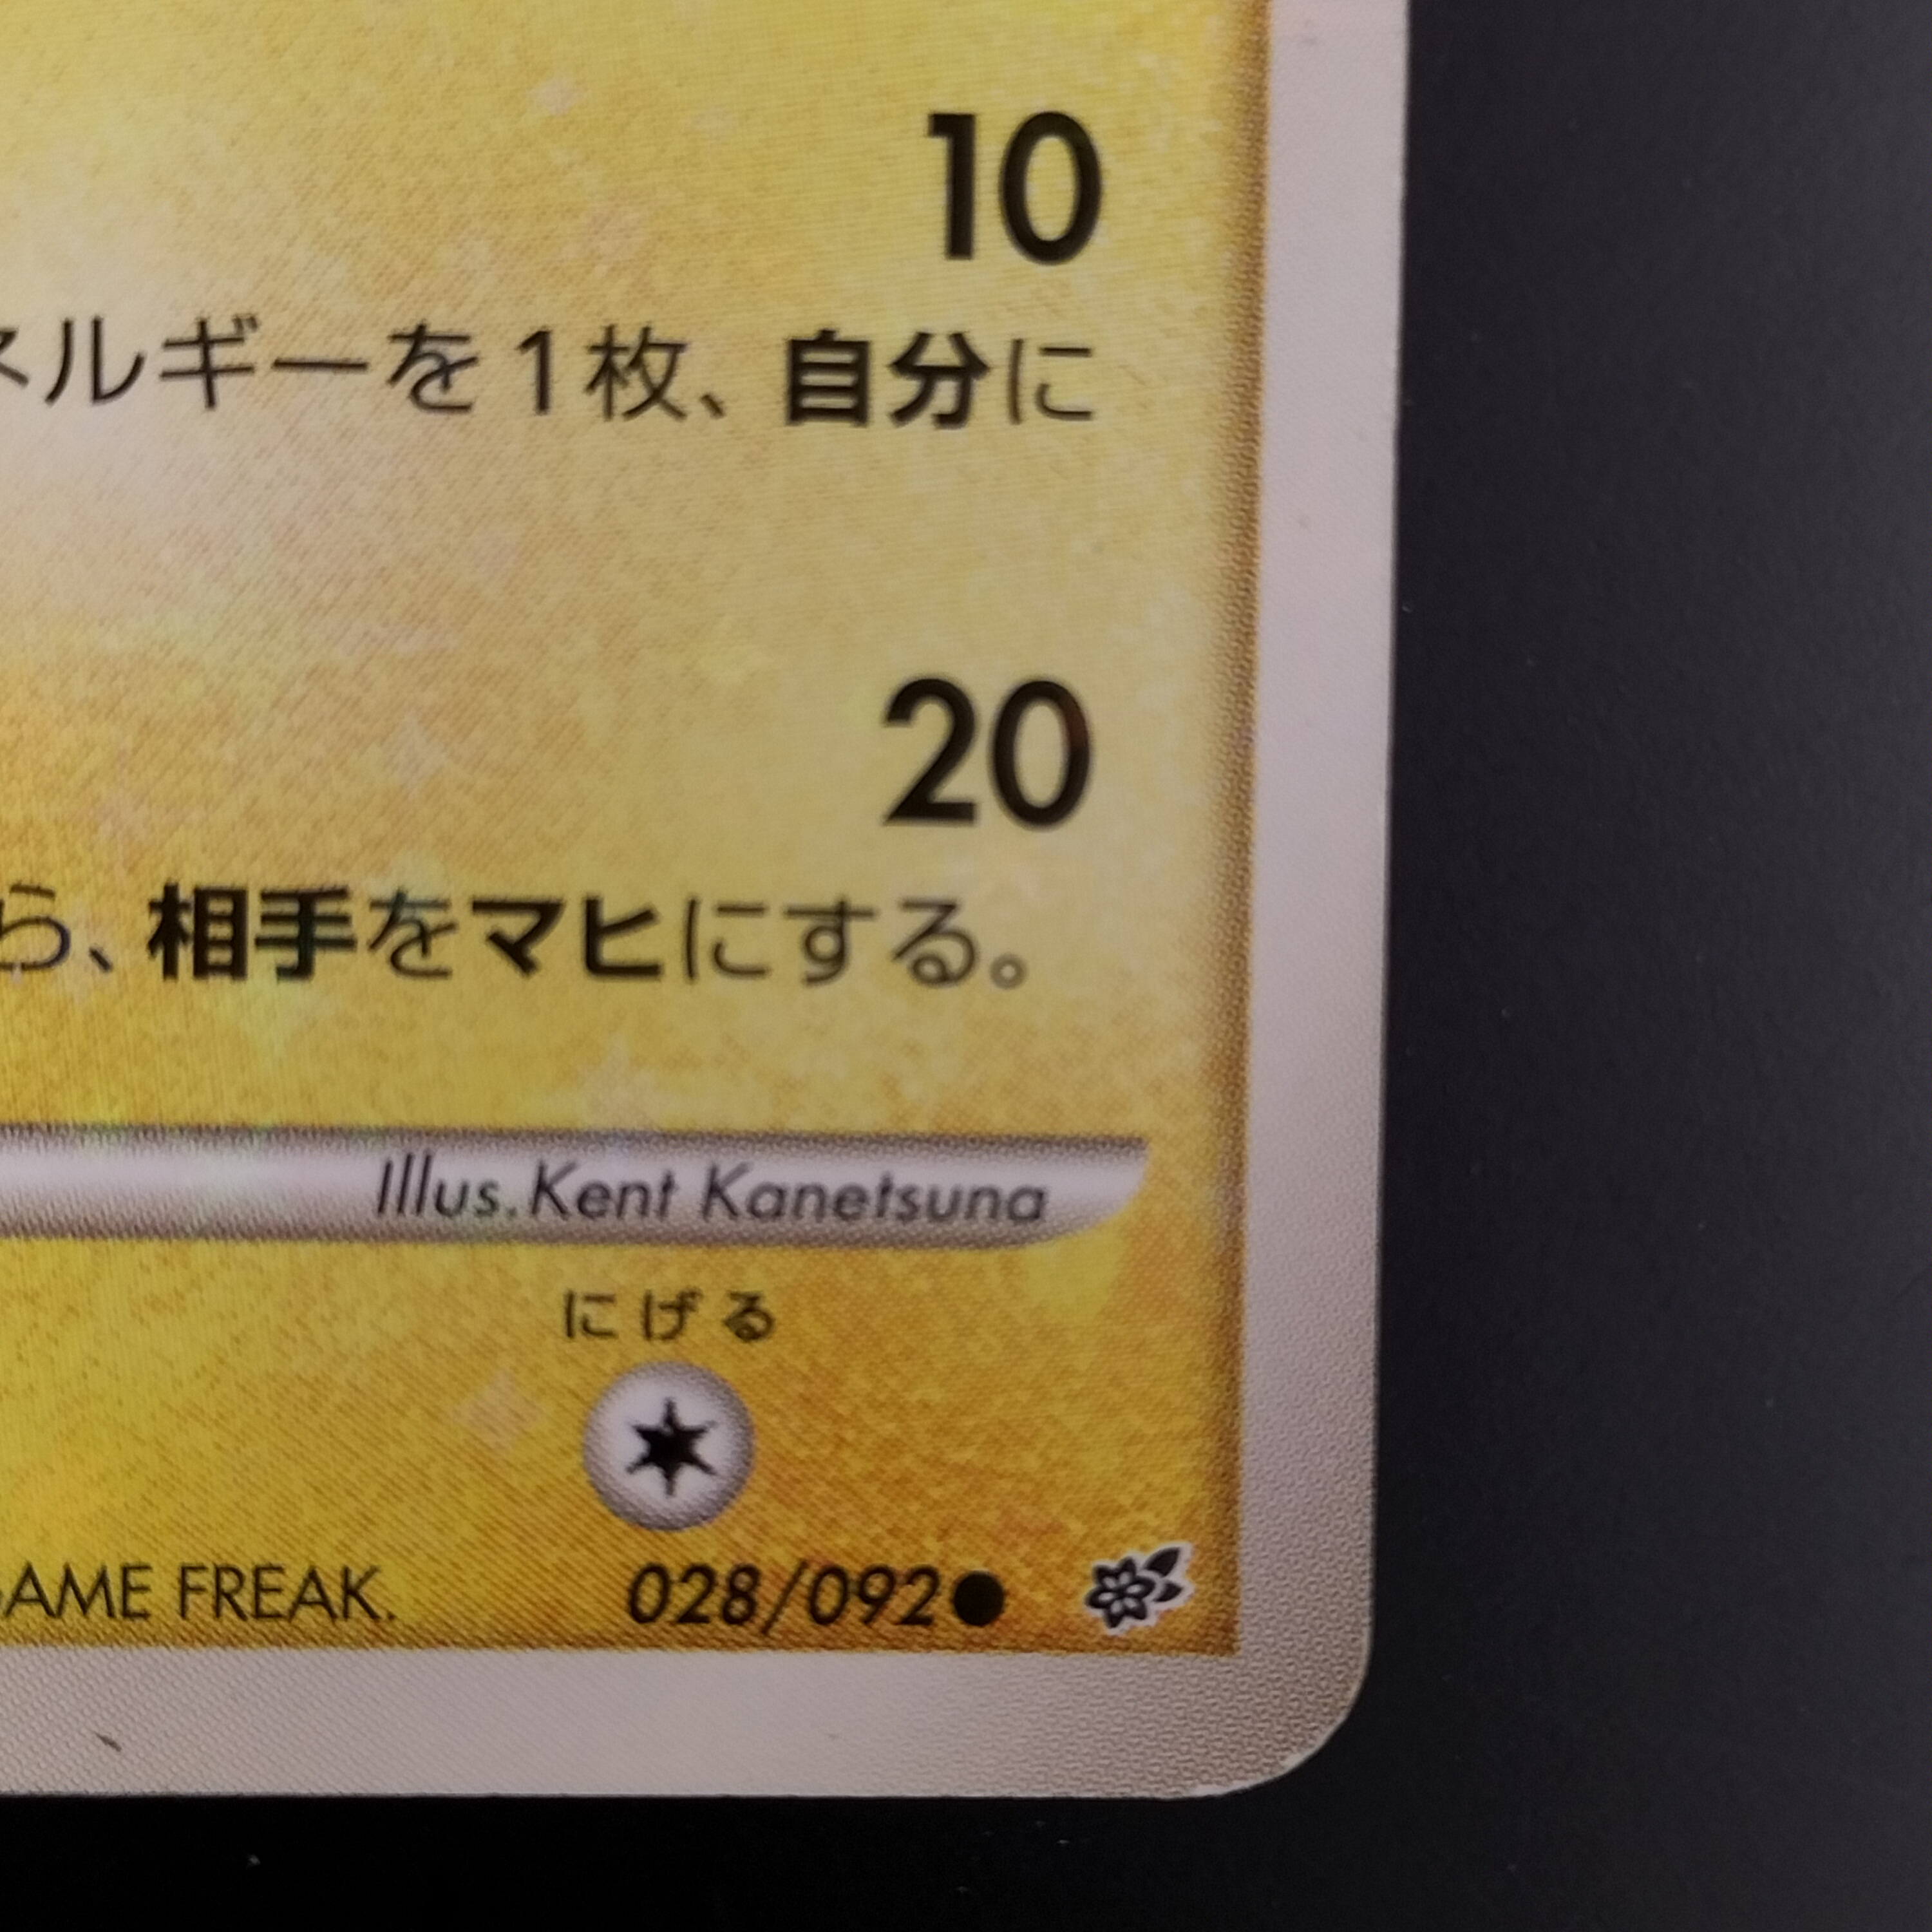 10
ネルギーを1枚、自分に
20
ら、相手をマヒにする。
Illus.Kent Kanetsuna
にげる
GAME FREAK.
028/092●